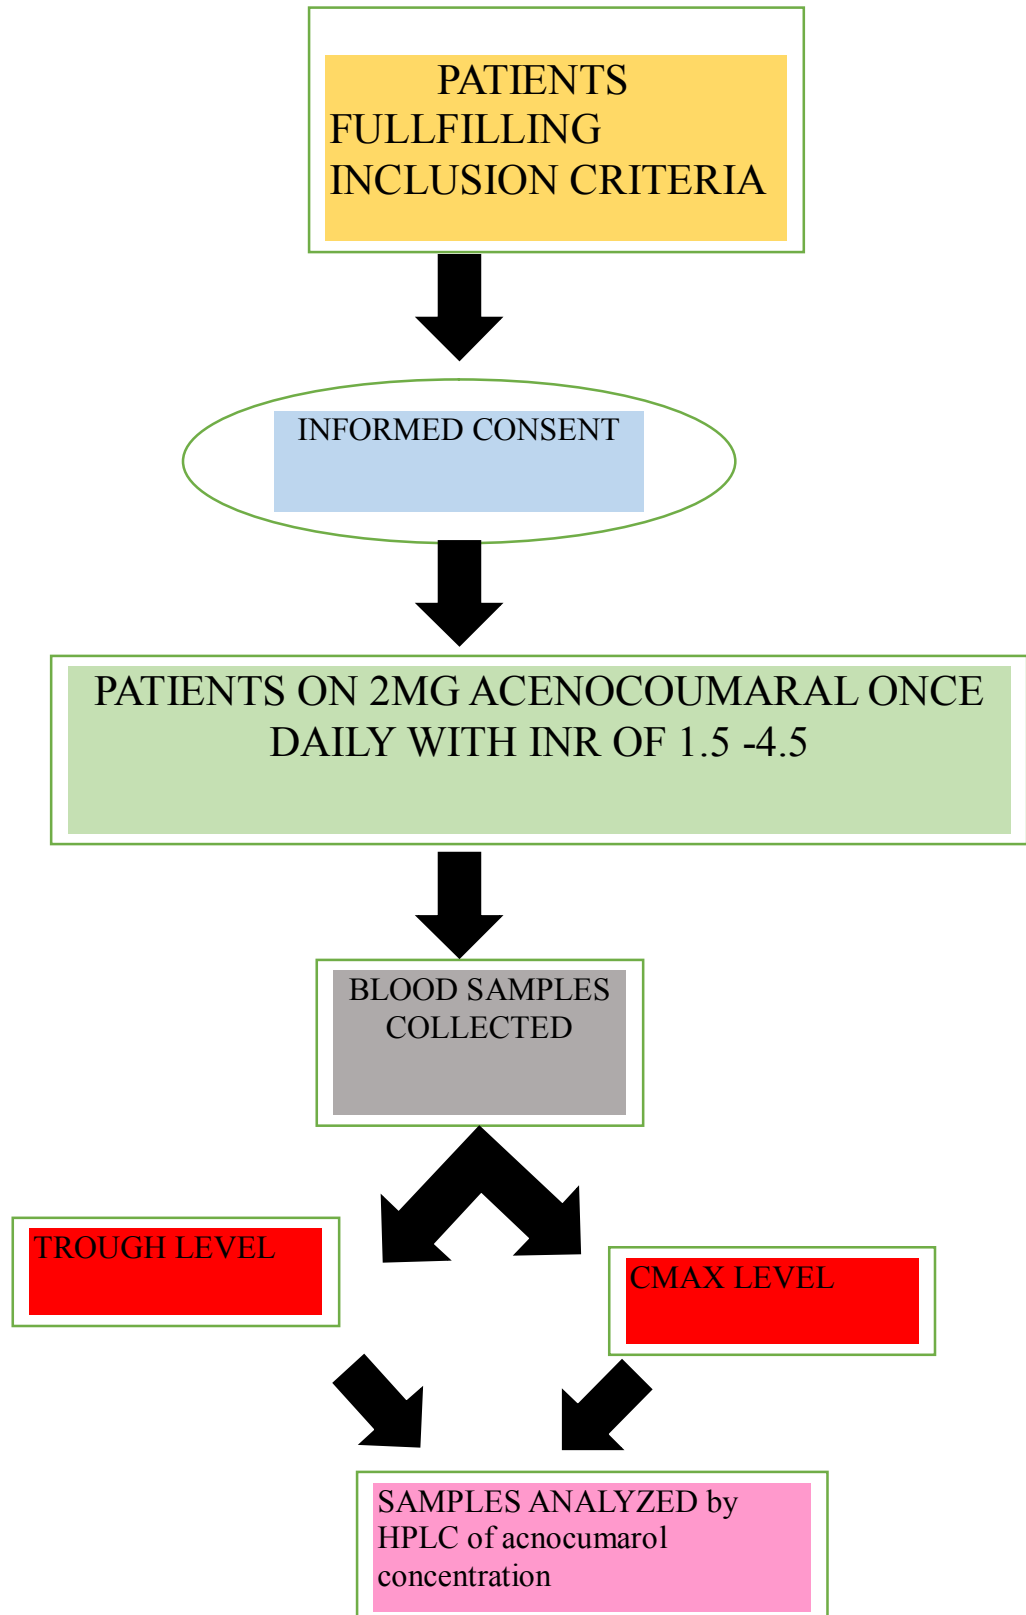 PATIENTS
FULLFILLING
INCLUSION CRITERIA
INFORMED CONSENT
PATIENTS ON 2MG ACENOCOUMARAL ONCE
DAILY WITH INR OF 1.5 -4.5
BLOOD SAMPLES
COLLECTED
TROUGH LEVEL
CMAX LEVEL
SAMPLES ANALYZED by
HPLC of acnocumarol
concentration